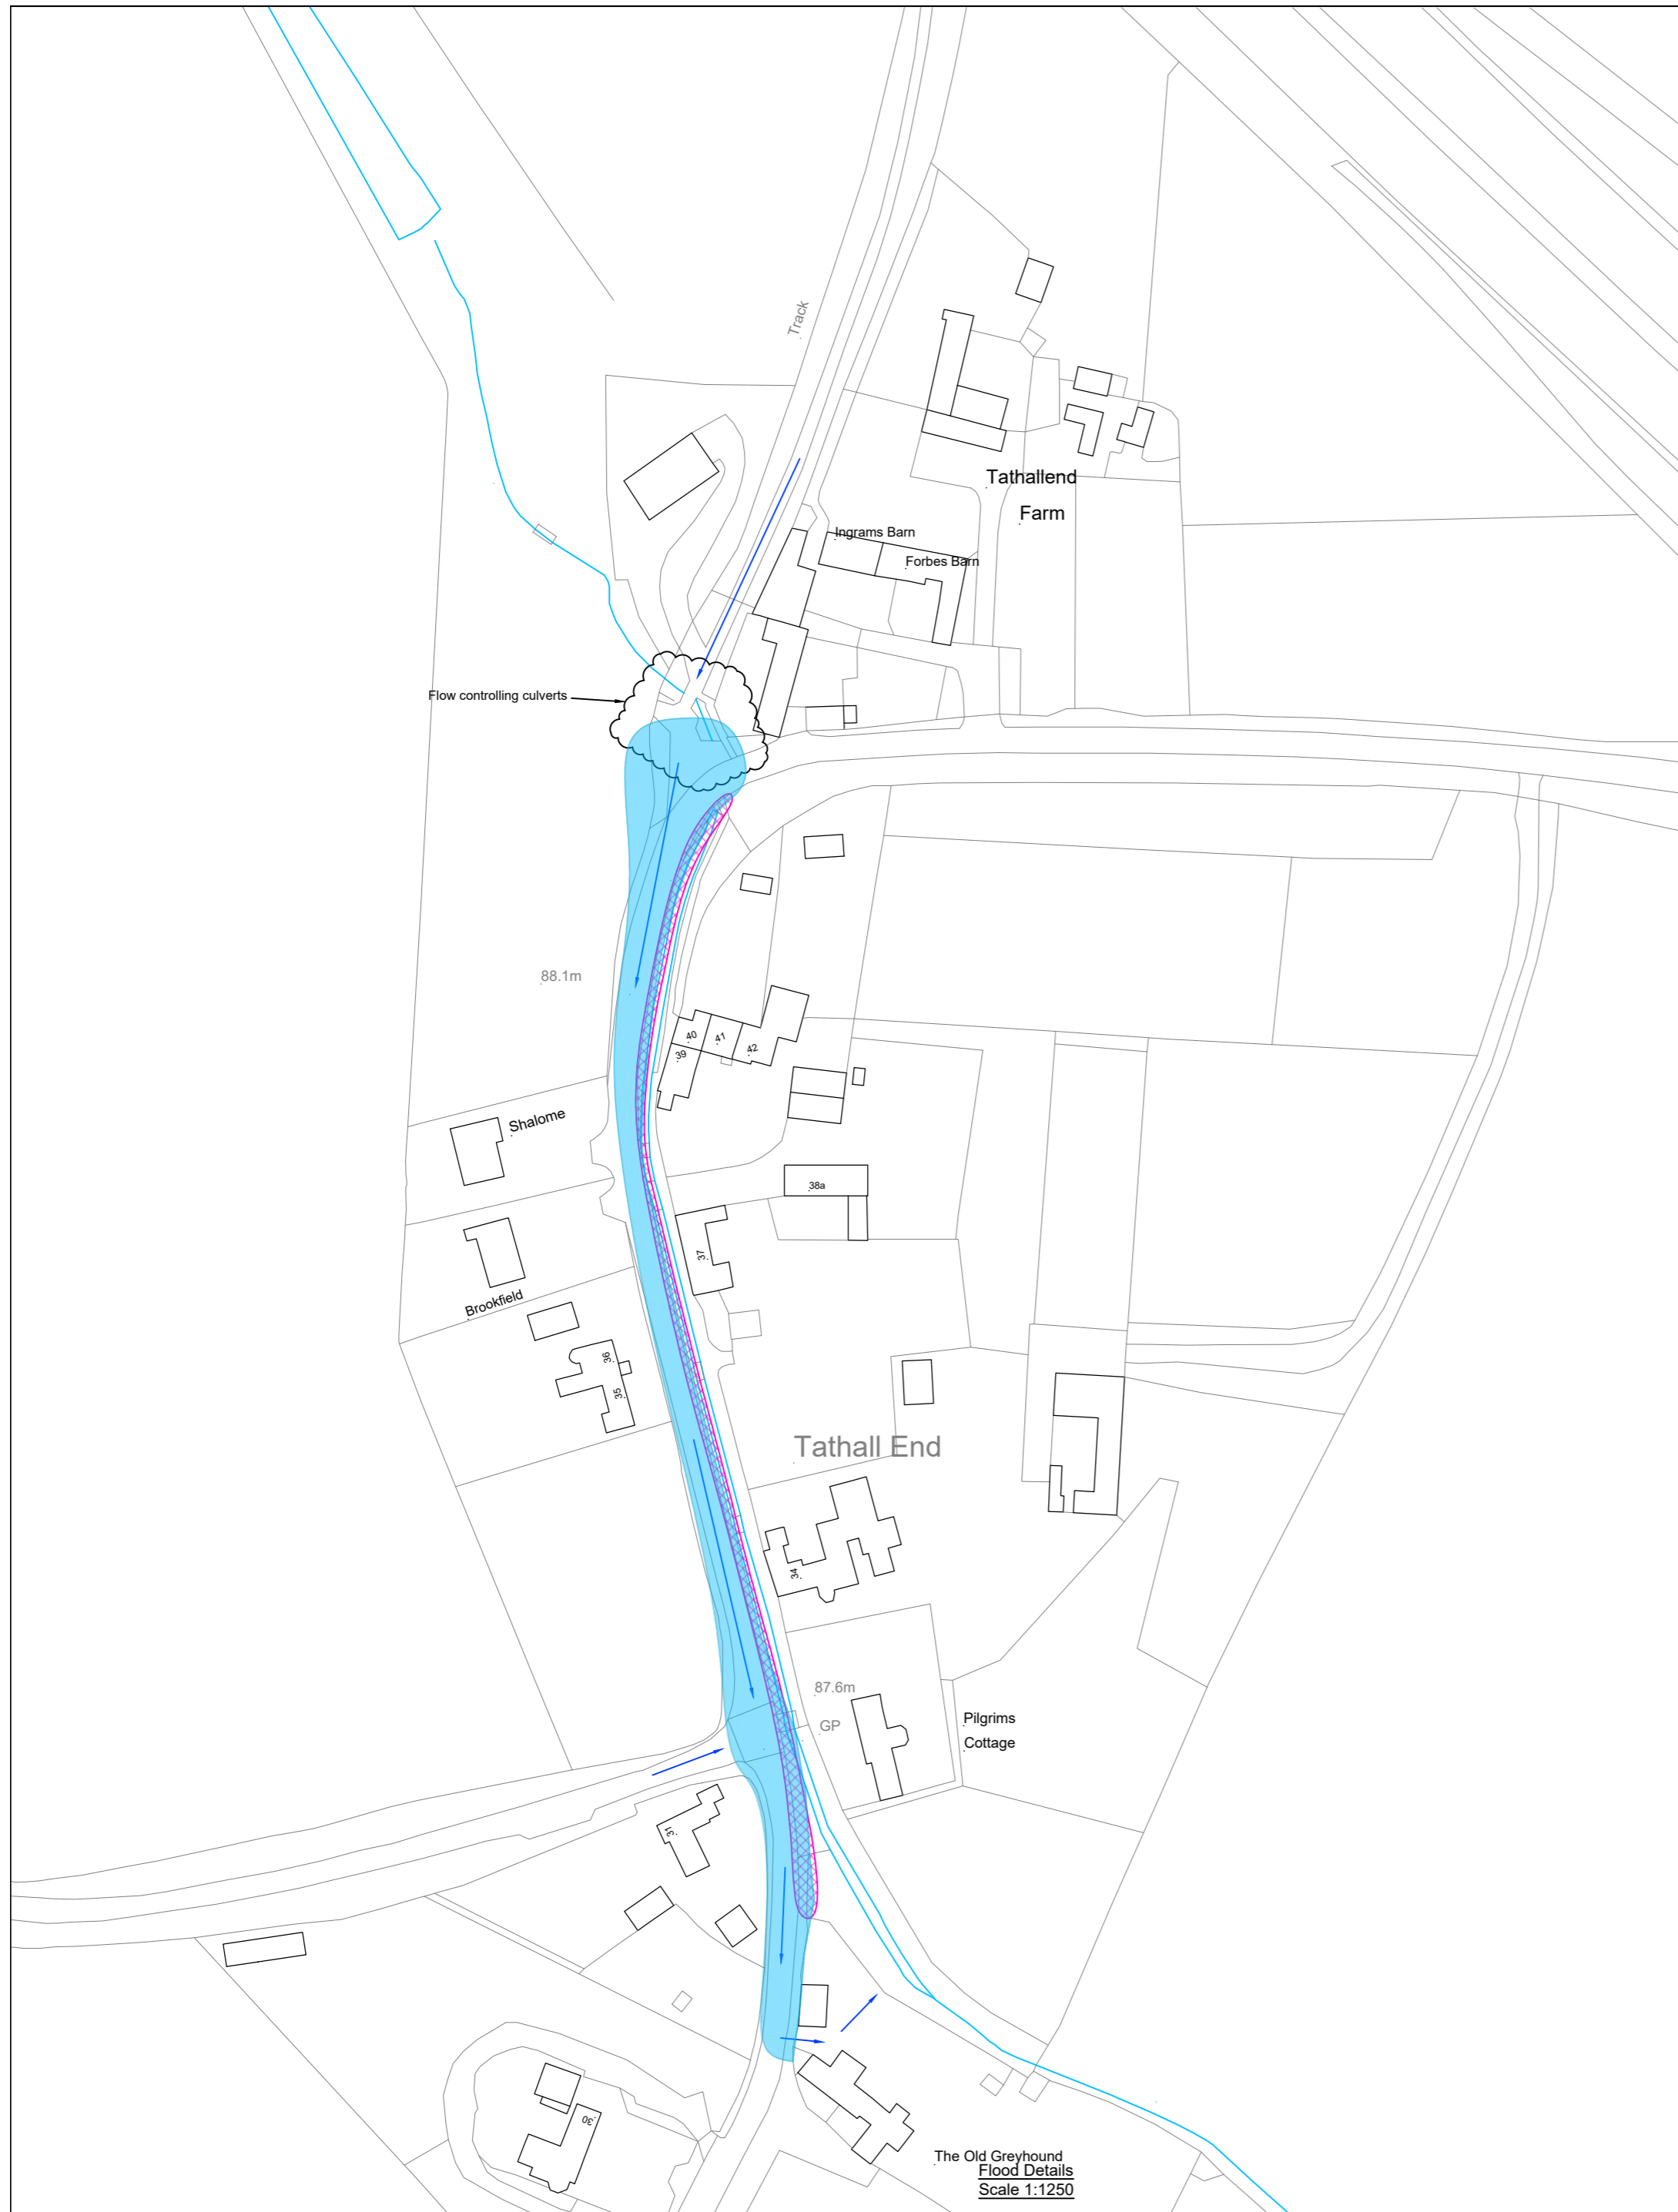 Track
Tathallend
Farm
Ingrams Barn
Forbes Barn
Flow controlling culverts
88.1m
40
41
42
39
Shalome
38a
37
Brookfield
36
35
Tathall End
34
87.6m
GP
Pilgrims
Cottage
31
30
The Old Greyhound
Flood Details
Scale 1:1250